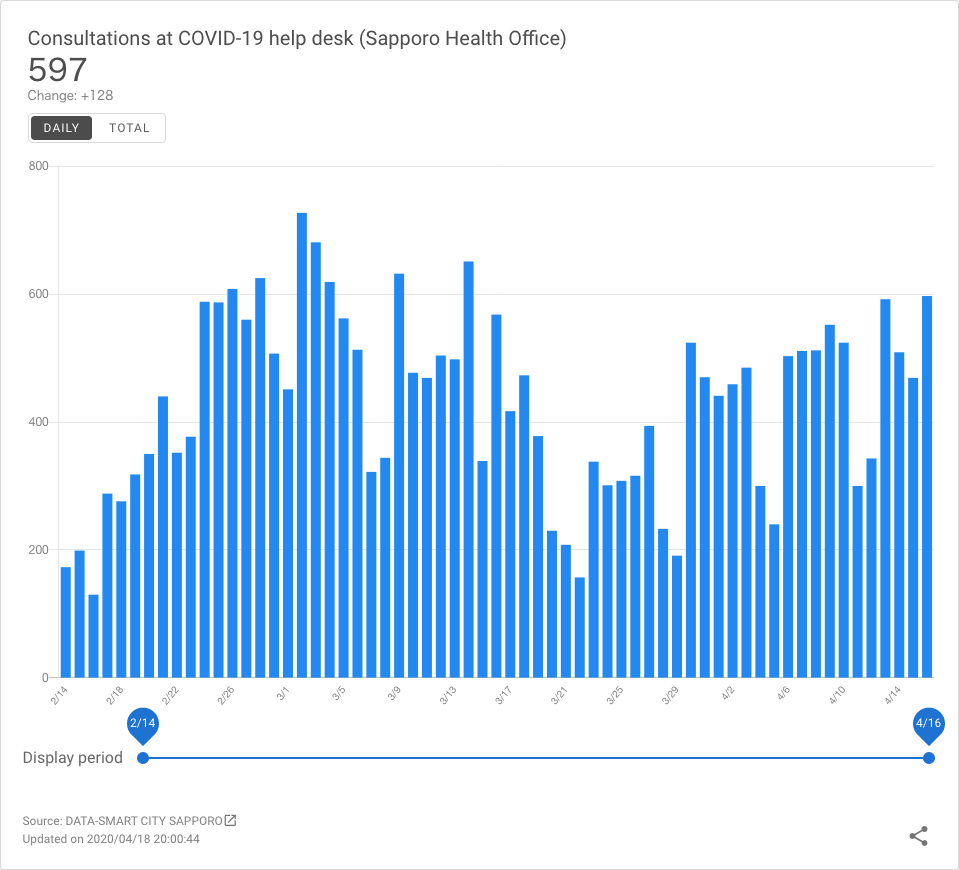 Consultations at COVID-19 help desk (Sapporo Health Office)
597
Change: +128
DAILY TOTAL
800
600
400
200
0
2/14 2/18 2/22 2/26 3/1 3/5 3/9 3/13 3/17 3/21 3/25 3/29 4/2 4/6 4/10 4/14
2/14 4/16
Display period
Source: DATA-SMART CITY SAPPORO
Updated on 2020/04/18 20:00:44